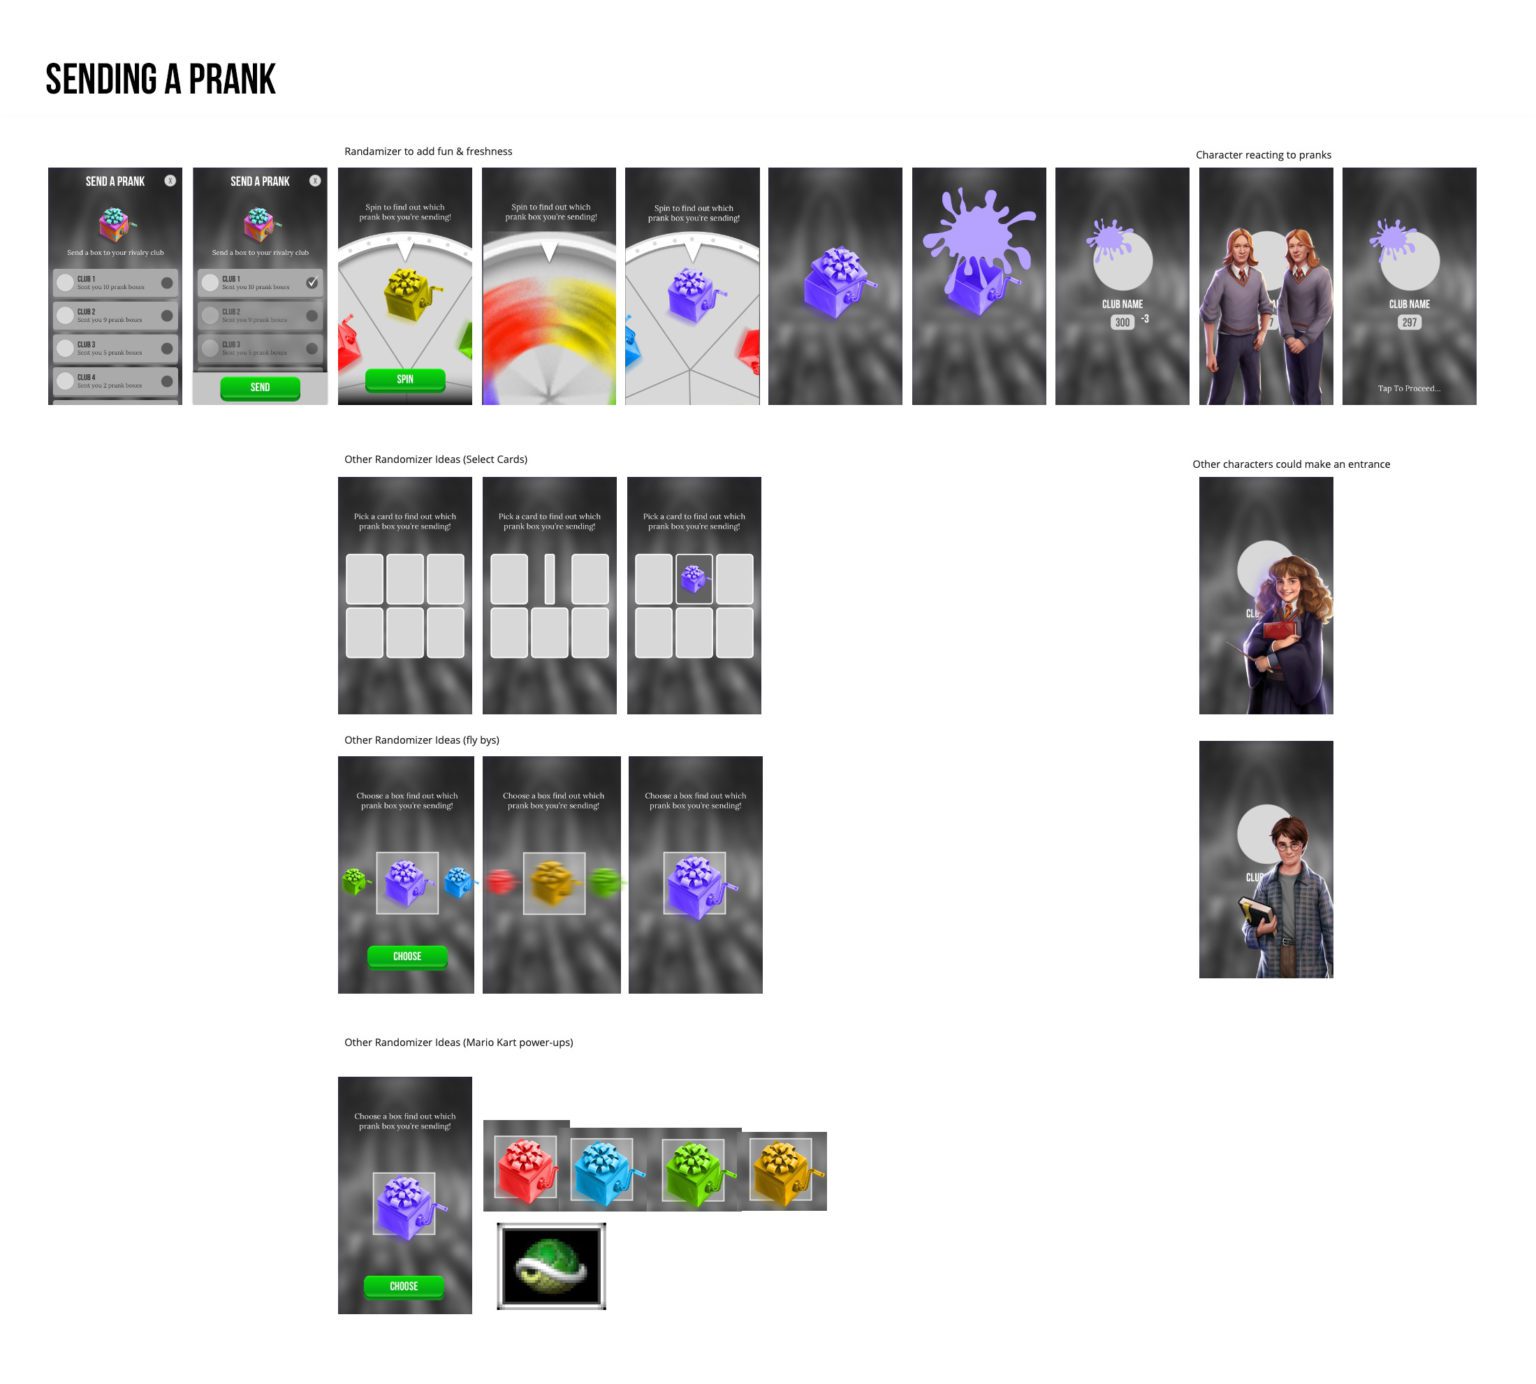 SENDING A PRANK
Randamizer to add fun & freshness
Character reacting to pranks
SEND A PRANK
X
Send a box to your rivalry club
CLUB 1
Sent you 10 prank boxes
CLUB 2
Sent you 9 prank boxes
CLUB 3
Sent you 5 prank boxes
CLUB 4
Sent you 2 prank boxes
SEND A PRANK
X
Send a box to your rivalry club
CLUB 1
Sent you 10 prank boxes
CLUB 2
Sent you 9 prank boxes
CLUB 3
Sent you 5 prank boxes
SEND
Spin to find out which
prank box you're sending!
SPIN
Spin to find out which
prank box you're sending!
Spin to find out which
prank box you're sending!
CLUB NAME
300
-3
7
CLUB NAME
297
Tap To Proceed...
Other Randomizer Ideas (Select Cards)
Pick a card to find out which
prank box you're sending!
Pick a card to find out which
prank box you're sending!
Pick a card to find out which
prank box you're sending!
Other characters could make an entrance
Other Randomizer Ideas (fly bys)
Choose a box find out which
prank box you're sending!
CHOOSE
Choose a box find out which
prank box you're sending!
Choose a box find out which
prank box you're sending!
Other Randomizer Ideas (Mario Kart power-ups)
Choose a box find out which
prank box you're sending!
CHOOSE